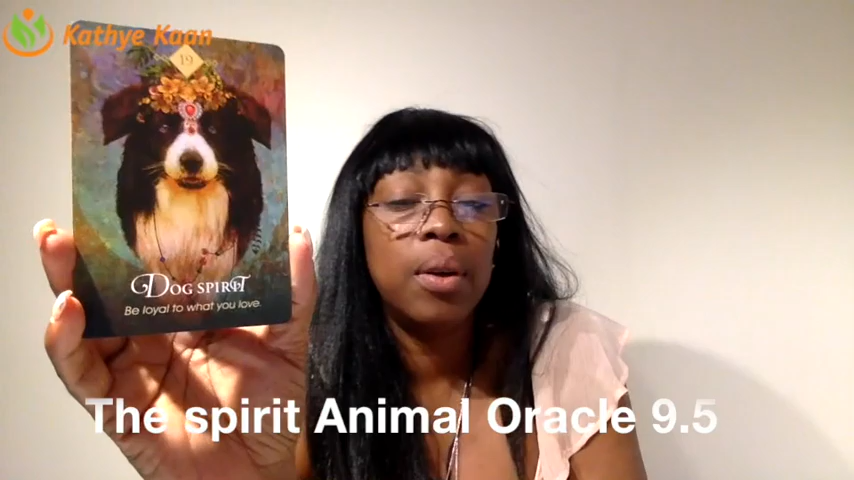 Kathye Kaan
19
DOG SPIRIT
Be loyal to what you love.
The spirit Animal Oracle 9.5